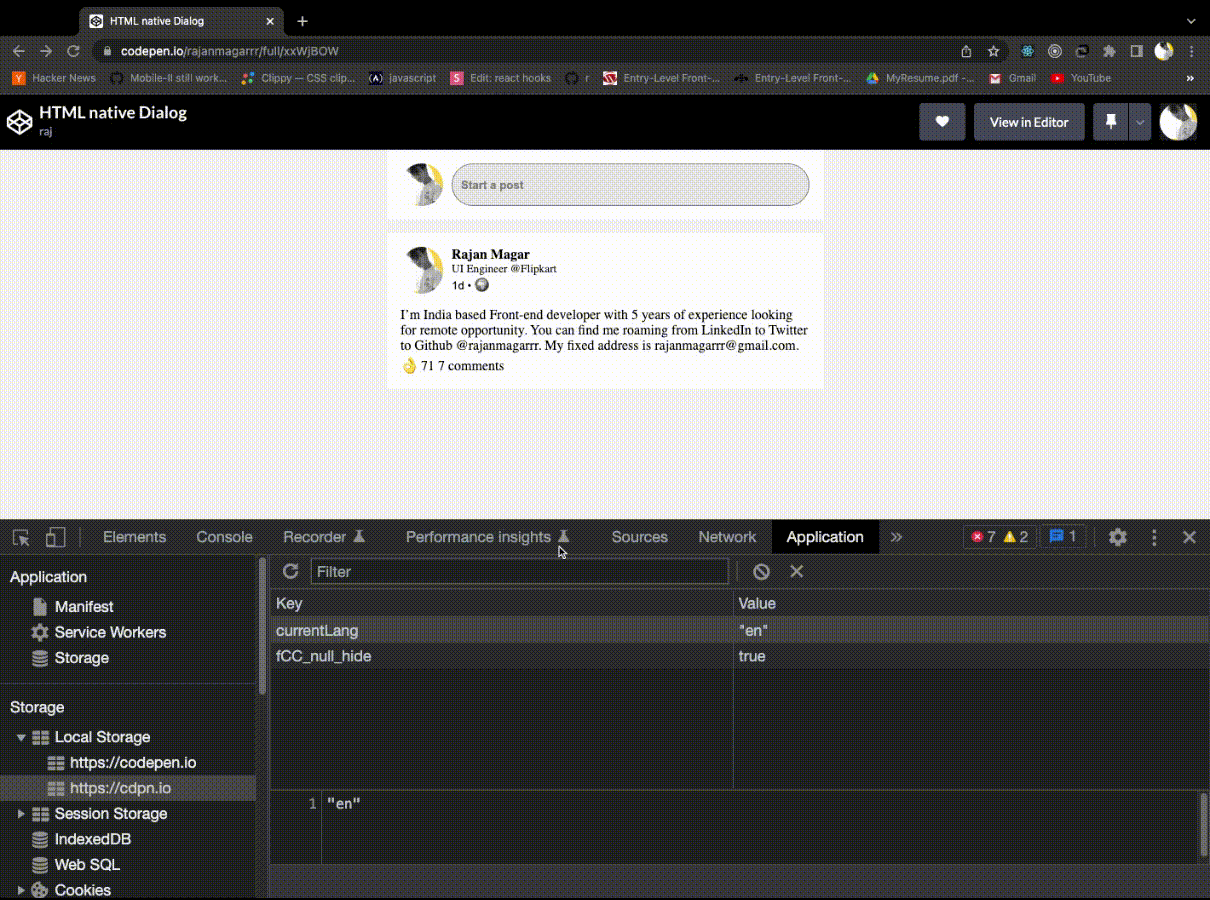 HTML native Dialog
codepen.io/rajanmagarrr/full/xxWjBOW
Hacker News Mobile-II still work... Clippy — CSS clip... javascript Edit: react hooks r Entry-Level Front-... Entry-Level Front-... MyResume.pdf -... Gmail YouTube »
HTML native Dialog
raj
View in Editor
Start a post
Rajan Magar
UI Engineer @Flipkart
1d •
I'm India based Front-end developer with 5 years of experience looking
for remote opportunity. You can find me roaming from LinkedIn to Twitter
to Github @rajanmagarrr. My fixed address is rajanmagarrr@gmail.com.
👌 71 7 comments
Elements Console Recorder Performance insights Sources Network Application » 7 2 1
Application
Manifest
Service Workers
Storage
Storage
Local Storage
https://codepen.io
https://cdpn.io
Session Storage
IndexedDB
Web SQL
Cookies
Filter
Key Value
currentLang "en"
fCC_null_hide true
1 "en"